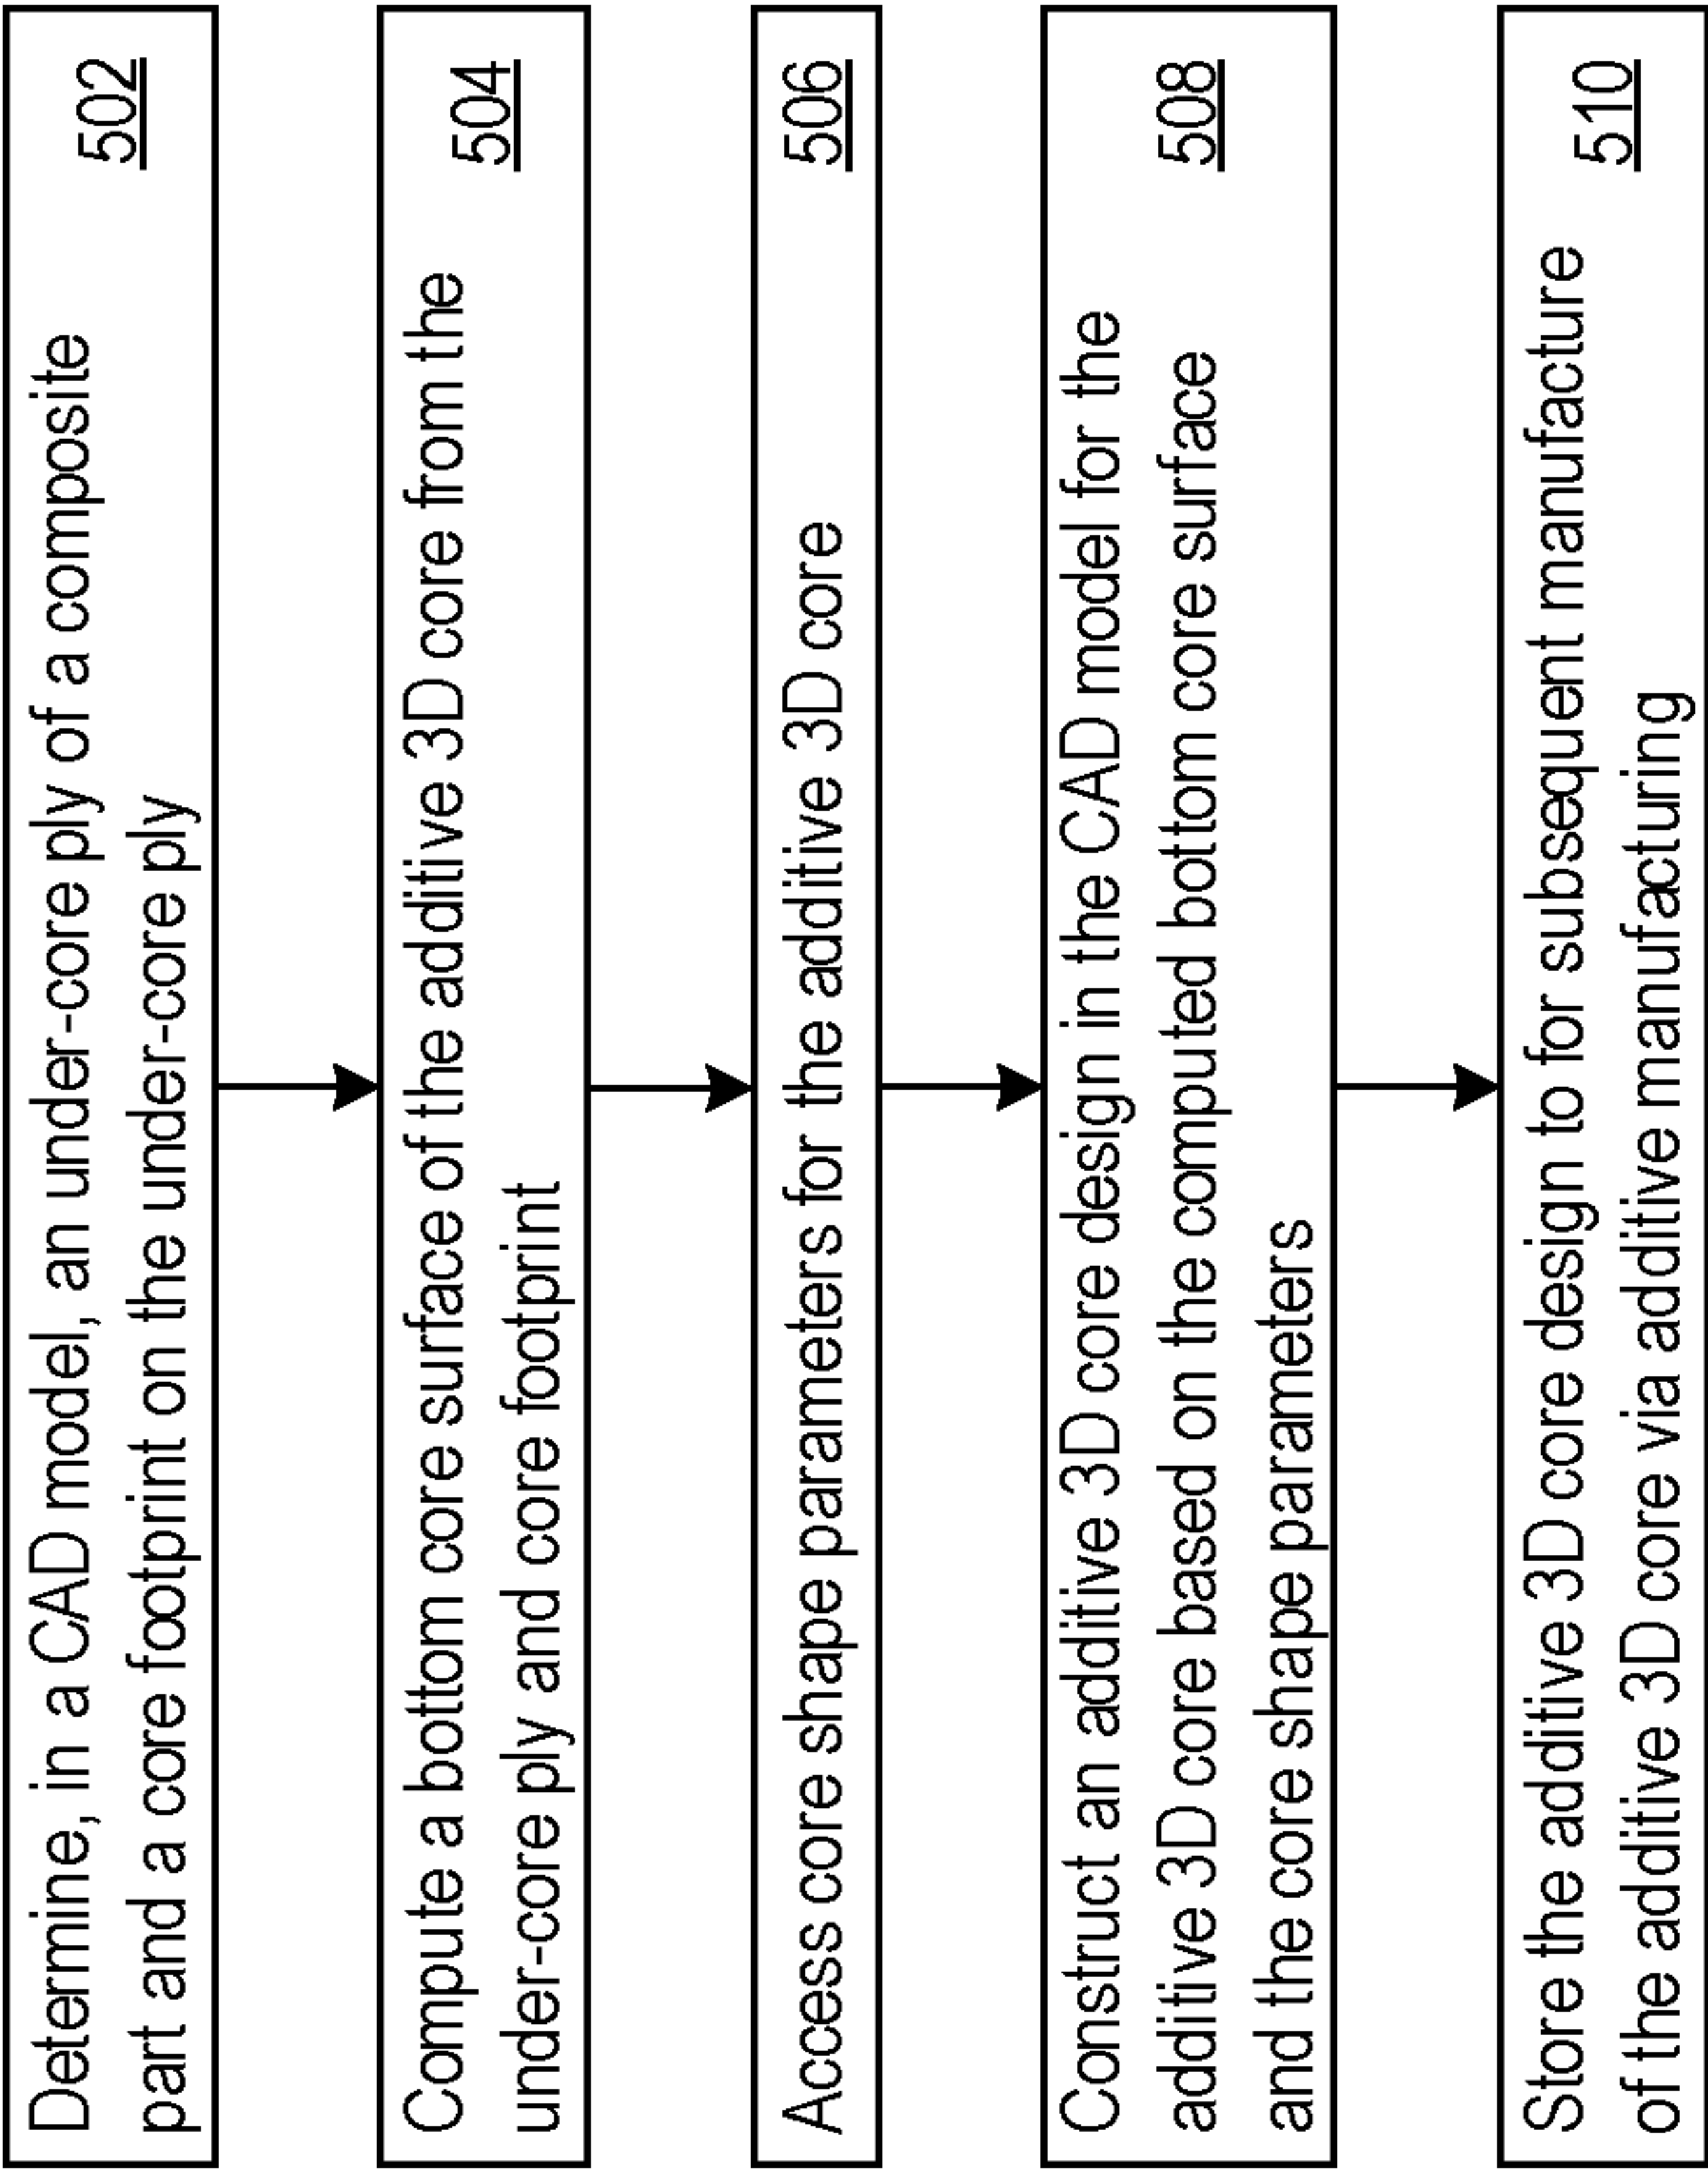 Determine, in a CAD model, an under-core ply of a composite 502
part and a core footprint on the under-core ply
Compute a bottom core surface of the additive 3D core from the 504
under-core ply and core footprint
Access core shape parameters for the additive 3D core 506
Construct an additive 3D core design in the CAD model for the 508
additive 3D core based on the computed bottom core surface
and the core shape parameters
Store the additive 3D core design to for subsequent manufacture 510
of the additive 3D core via additive manufacturing